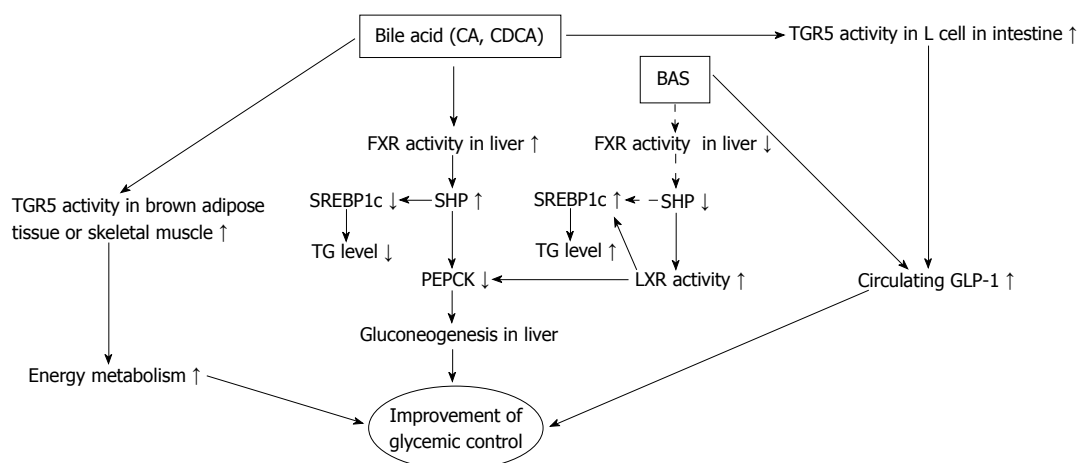 Bile acid (CA, CDCA)
TGR5 activity in L cell in intestine ↑
BAS
FXR activity in liver ↑
FXR activity in liver ↓
TGR5 activity in brown adipose
tissue or skeletal muscle ↑
SREBP1c ↓
SHP ↑
SREBP1c ↑
SHP ↓
TG level ↓
TG level ↑
PEPCK ↓
LXR activity ↑
Circulating GLP-1 ↑
Gluconeogenesis in liver
Energy metabolism ↑
Improvement of
glycemic control